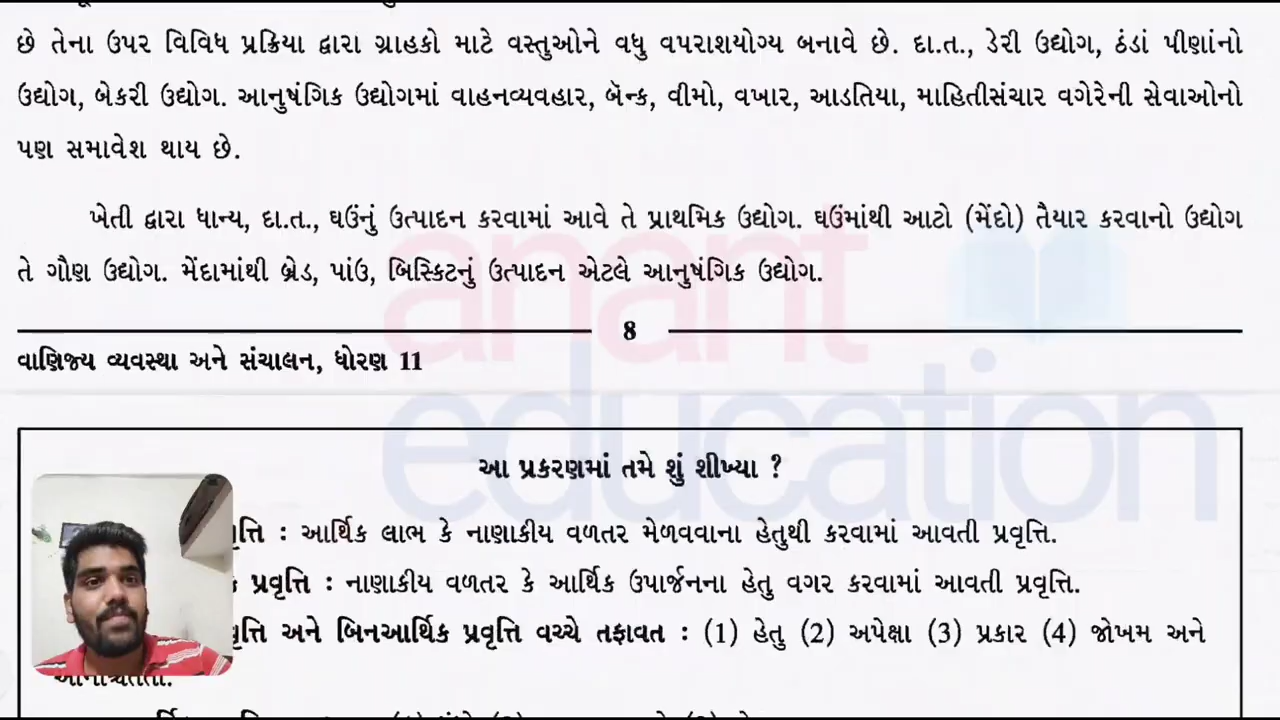 છે તેના ઉપર વિવિધ પ્રક્રિયા દ્વારા ગ્રાહકો માટે વસ્તુઓને વધુ વપરાશયોગ્ય બનાવે છે. દા.ત., ડેરી ઉદ્યોગ, ઠંડાં પીણાંનો
ઉદ્યોગ, બેકરી ઉદ્યોગ. આનુષંગિક ઉદ્યોગમાં વાહનવ્યવહાર, બૅન્ક, વીમો, વખાર, આડતિયા, માહિતીસંચાર વગેરેની સેવાઓનો
પણ સમાવેશ થાય છે.
ખેતી દ્વારા ધાન્ય, દા.ત., ઘઉંનું ઉત્પાદન કરવામાં આવે તે પ્રાથમિક ઉદ્યોગ. ઘઉંમાંથી આટો (મેંદો) તૈયાર કરવાનો ઉદ્યોગ
તે ગૌણ ઉદ્યોગ. મેંદામાંથી બ્રેડ, પાંઉ, બિસ્કિટનું ઉત્પાદન એટલે આનુષંગિક ઉદ્યોગ.
8
વાણિજ્ય વ્યવસ્થા અને સંચાલન, ધોરણ 11
anant
education
આ પ્રકરણમાં તમે શું શીખ્યા ?
: આર્થિક લાભ કે નાણાકીય વળતર મેળવવાના હેતુથી કરવામાં આવતી પ્રવૃત્તિ.
પ્રવૃત્તિ : નાણાકીય વળતર કે આર્થિક ઉપાર્જનના હેતુ વગર કરવામાં આવતી પ્રવૃત્તિ.
અને બિનઆર્થિક પ્રવૃત્તિ વચ્ચે તફાવત : (1) હેતુ (2) અપેક્ષા (3) પ્રકાર (4) જોખમ અને